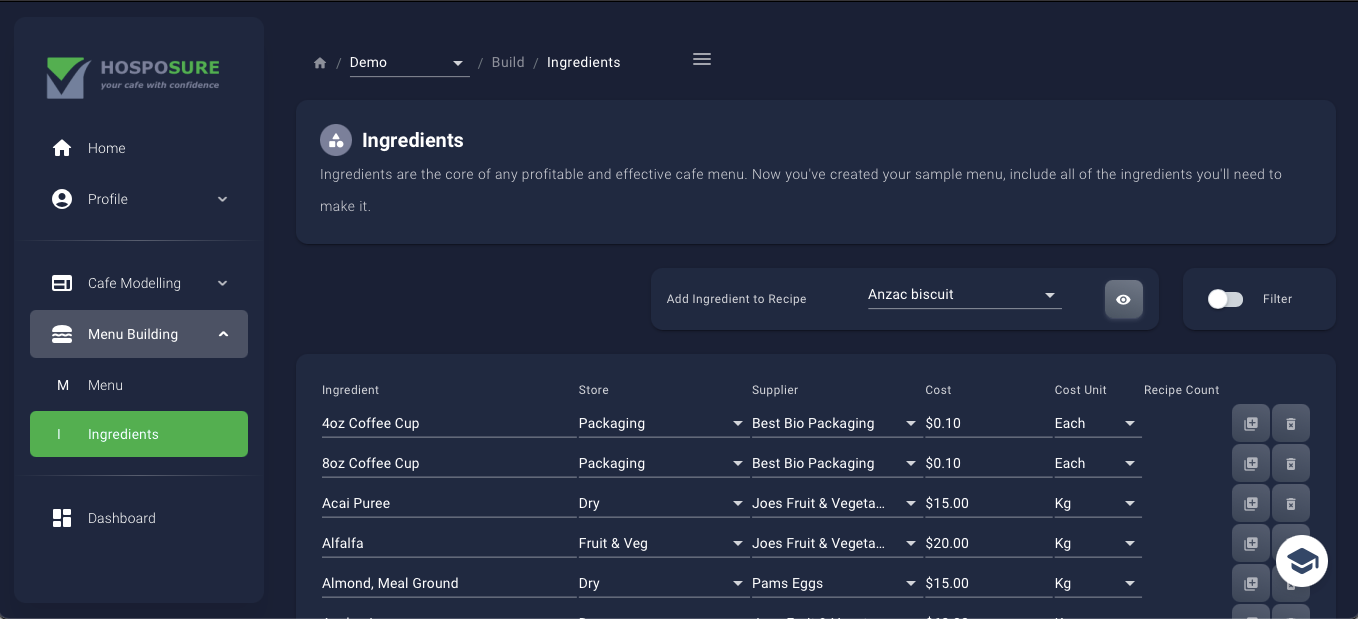 HOSPOSURE
your cafe with confidence
/ Demo / Build / Ingredients
Home
Profile
Cafe Modelling
Menu Building
M Menu
I Ingredients
Dashboard
Ingredients
Ingredients are the core of any profitable and effective cafe menu. Now you've created your sample menu, include all of the ingredients you'll need to
make it.
Add Ingredient to Recipe Anzac biscuit
Filter
Ingredient Store Supplier Cost Cost Unit Recipe Count
4oz Coffee Cup Packaging Best Bio Packaging $0.10 Each
8oz Coffee Cup Packaging Best Bio Packaging $0.10 Each
Acai Puree Dry Joes Fruit & Vegeta... $15.00 Kg
Alfalfa Fruit & Veg Joes Fruit & Vegeta... $20.00 Kg
Almond, Meal Ground Dry Pams Eggs $15.00 Kg